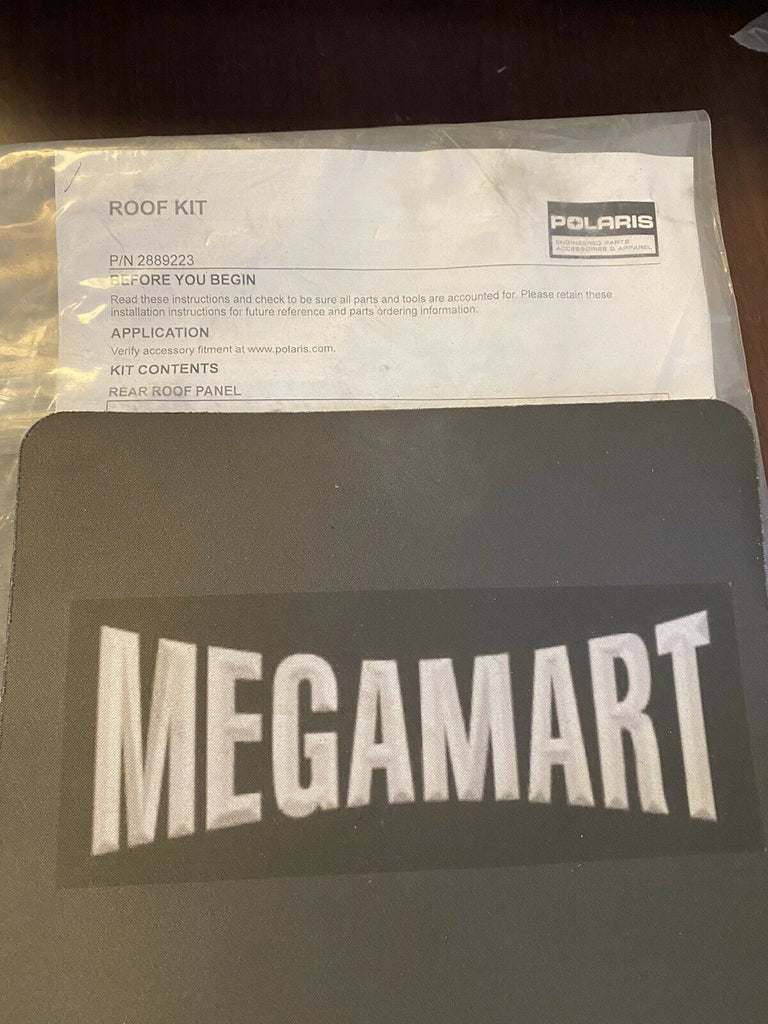 ROOF KIT
POLARIS
ENGINEERED PARTS
ACCESSORIES & APPAREL
P/N 2889223
BEFORE YOU BEGIN
Read these instructions and check to be sure all parts and tools are accounted for. Please retain these
installation instructions for future reference and parts ordering information.
APPLICATION
Verify accessory fitment at www.polaris.com.
KIT CONTENTS
REAR ROOF PANEL
MEGAMART